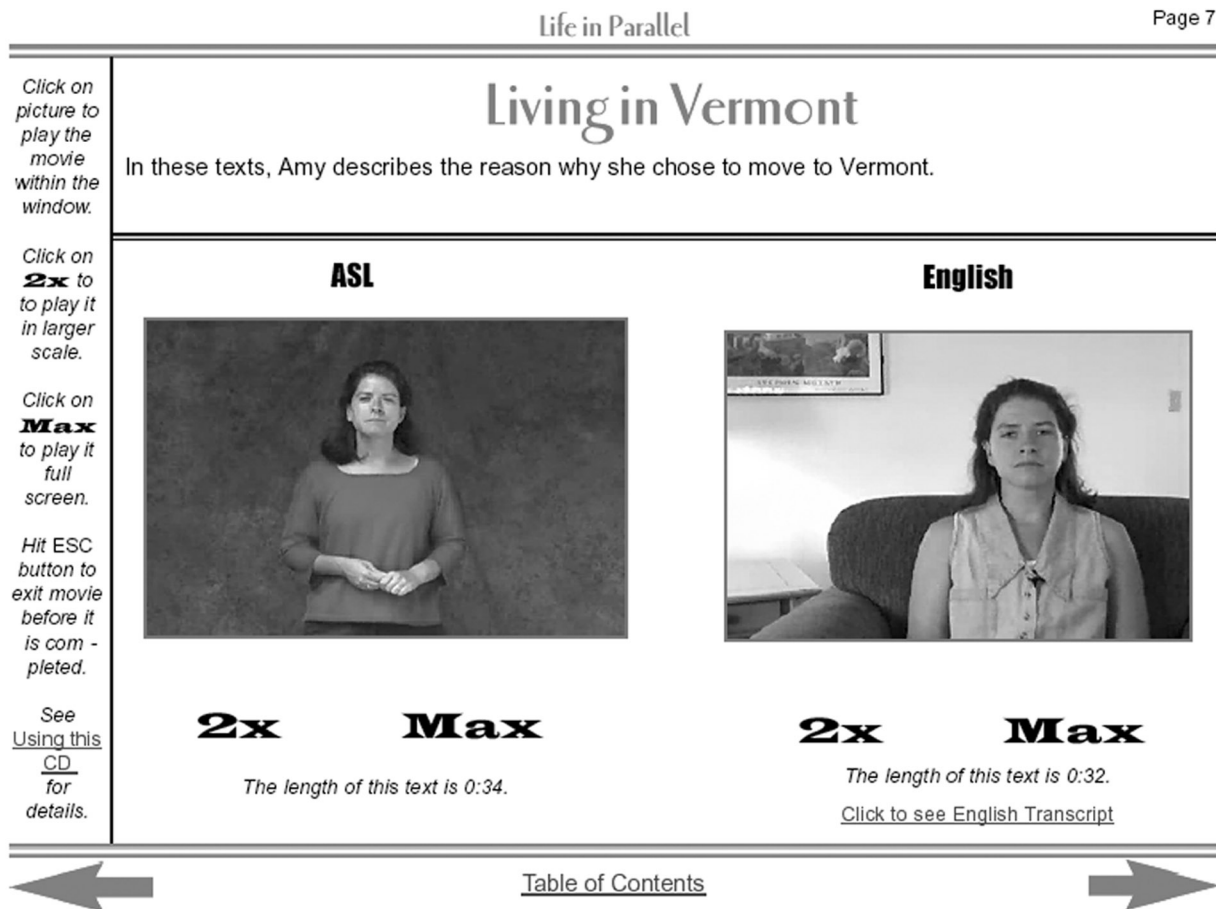 Life in Parallel
Page 7
Click on
picture to
play the
movie
within the
window.
Click on
2x to
to play it
in larger
scale.
Click on
Max
to play it
full
screen.
Hit ESC
button to
exit movie
before it
is com -
pleted.
See
Using this
CD
for
details.
Living in Vermont
In these texts, Amy describes the reason why she chose to move to Vermont.
ASL
2x Max
The length of this text is 0:34.
English
2x Max
The length of this text is 0:32.
Click to see English Transcript
Table of Contents